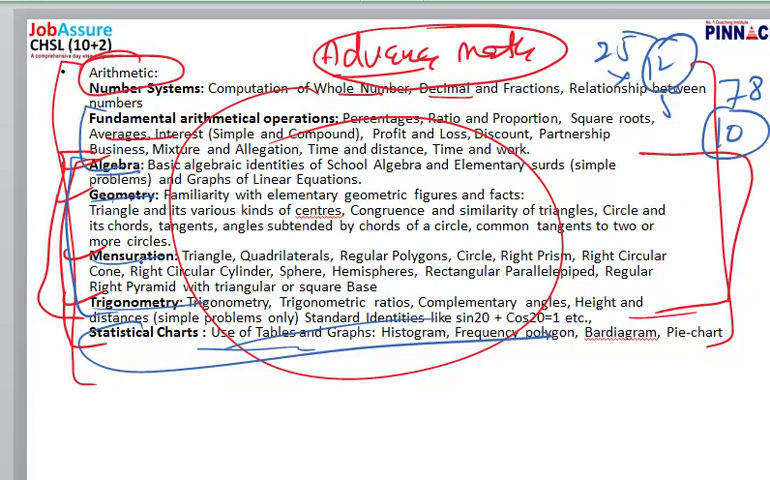 JobAssure
CHSL (10+2)
A comprehensive day wise
No. 1 Coaching Institute
PINNAC
Advance math
25
12
5
78
10
• Arithmetic:
Number Systems: Computation of Whole Number, Decimal and Fractions, Relationship between
numbers
Fundamental arithmetical operations: Percentages, Ratio and Proportion, Square roots,
Averages, Interest (Simple and Compound), Profit and Loss, Discount, Partnership
Business, Mixture and Allegation, Time and distance, Time and work.
Algebra: Basic algebraic identities of School Algebra and Elementary surds (simple
problems) and Graphs of Linear Equations.
Geometry: Familiarity with elementary geometric figures and facts:
Triangle and its various kinds of centres, Congruence and similarity of triangles, Circle and
its chords, tangents, angles subtended by chords of a circle, common tangents to two or
more circles.
Mensuration: Triangle, Quadrilaterals, Regular Polygons, Circle, Right Prism, Right Circular
Cone, Right Circular Cylinder, Sphere, Hemispheres, Rectangular Parallelepiped, Regular
Right Pyramid with triangular or square Base
Trigonometry: Trigonometry, Trigonometric ratios, Complementary angles, Height and
distances (simple problems only) Standard Identities like sin20 + Cos20=1 etc.,
Statistical Charts : Use of Tables and Graphs: Histogram, Frequency polygon, Bardiagram, Pie-chart